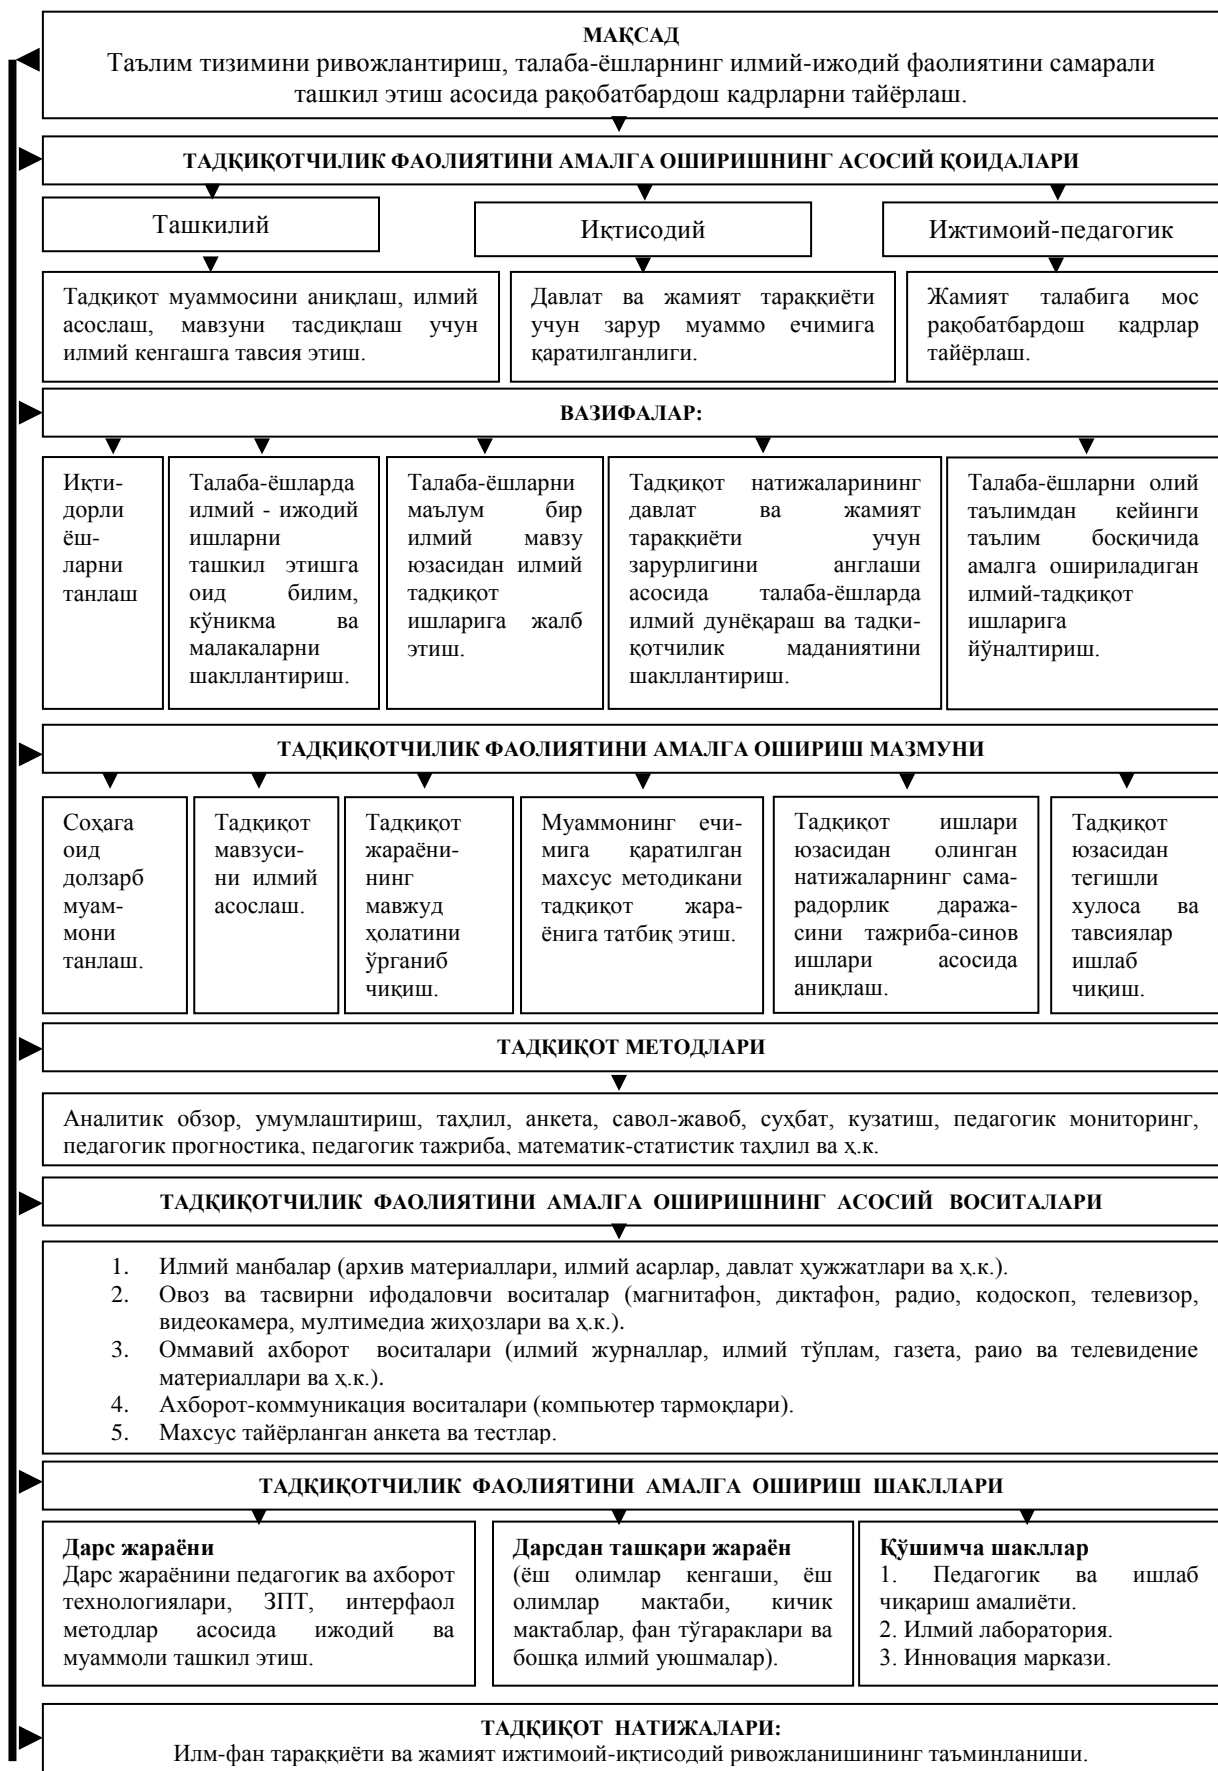 МАҚСАД
Таълим тизимини ривожлантириш, талаба-ёшларнинг илмий-ижодий фаолиятини самарали
ташкил этиш асосида рақобатбардош кадрларни тайёрлаш.
ТАДҚИҚОТЧИЛИК ФАОЛИЯТИНИ АМАЛГА ОШИРИШНИНГ АСОСИЙ ҚОИДАЛАРИ
Ташкилий
Иқтисодий
Ижтимоий-педагогик
Тадқиқот муаммосини аниқлаш, илмий
асослаш, мавзуни тасдиқлаш учун
илмий кенгашга тавсия этиш.
Давлат ва жамият тараққиёти
учун зарур муаммо ечимига
қаратилганлиги.
Жамият талабига мос
рақобатбардош кадрлар
тайёрлаш.
ВАЗИФАЛАР:
Иқти-
дорли
ёш-
ларни
танлаш
Талаба-ёшларда
илмий - ижодий
ишларни
ташкил этишга
оид билим,
кўникма ва
малакаларни
шакллантириш.
Талаба-ёшларни
маълум бир
илмий мавзу
юзасидан илмий
тадқиқот
ишларига жалб
этиш.
Тадқиқот натижаларининг
давлат ва жамият
тараққиёти учун
зарурлигини англаши
асосида талаба-ёшларда
илмий дунёқараш ва тадқи-
қотчилик маданиятини
шакллантириш.
Талаба-ёшларни олий
таълимдан кейинги
таълим босқичида
амалга ошириладиган
илмий-тадқиқот
ишларига
йўналтириш.
ТАДҚИҚОТЧИЛИК ФАОЛИЯТИНИ АМАЛГА ОШИРИШ МАЗМУНИ
Соҳага
оид
долзарб
муам-
мони
танлаш.
Тадқиқот
мавзуси-
ни илмий
асослаш.
Тадқиқот
жараёни-
нинг
мавжуд
ҳолатини
ўрганиб
чиқиш.
Муаммонинг ечи-
мига қаратилган
махсус методикани
тадқиқот жара-
ёнига татбиқ этиш.
Тадқиқот ишлари
юзасидан олинган
натижаларнинг сама-
радорлик даража-
сини тажриба-синов
ишлари асосида
аниқлаш.
Тадқиқот
юзасидан
тегишли
хулоса ва
тавсиялар
ишлаб
чиқиш.
ТАДҚИҚОТ МЕТОДЛАРИ
Аналитик обзор, умумлаштириш, таҳлил, анкета, савол-жавоб, суҳбат, кузатиш, педагогик мониторинг,
педагогик прогностика, педагогик тажриба, математик-статистик таҳлил ва ҳ.к.
ТАДҚИҚОТЧИЛИК ФАОЛИЯТИНИ АМАЛГА ОШИРИШНИНГ АСОСИЙ ВОСИТАЛАРИ
1. Илмий манбалар (архив материаллари, илмий асарлар, давлат ҳужжатлари ва ҳ.к.).
2. Овоз ва тасвирни ифодаловчи воситалар (магнитафон, диктафон, радио, кодоскоп, телевизор,
видеокамера, мултимедиа жиҳозлари ва ҳ.к.).
3. Оммавий ахборот воситалари (илмий журналлар, илмий тўплам, газета, раио ва телевидение
материаллари ва ҳ.к.).
4. Ахборот-коммуникация воситалари (компьютер тармоқлари).
5. Махсус тайёрланган анкета ва тестлар.
ТАДҚИҚОТЧИЛИК ФАОЛИЯТИНИ АМАЛГА ОШИРИШ ШАКЛЛАРИ
Дарс жараёни
Дарс жараёнини педагогик ва ахборот
технологиялари, ЗПТ, интерфаол
методлар асосида ижодий ва
муаммоли ташкил этиш.
Дарсдан ташқари жараён
(ёш олимлар кенгаши, ёш
олимлар мактаби, кичик
мактаблар, фан тўгараклари ва
бошқа илмий уюшмалар).
Қўшимча шакллар
1. Педагогик ва ишлаб
чиқариш амалиёти.
2. Илмий лаборатория.
3. Инновация маркази.
ТАДҚИҚОТ НАТИЖАЛАРИ:
Илм-фан тараққиёти ва жамият ижтимоий-иқтисодий ривожланишининг таъминланиши.